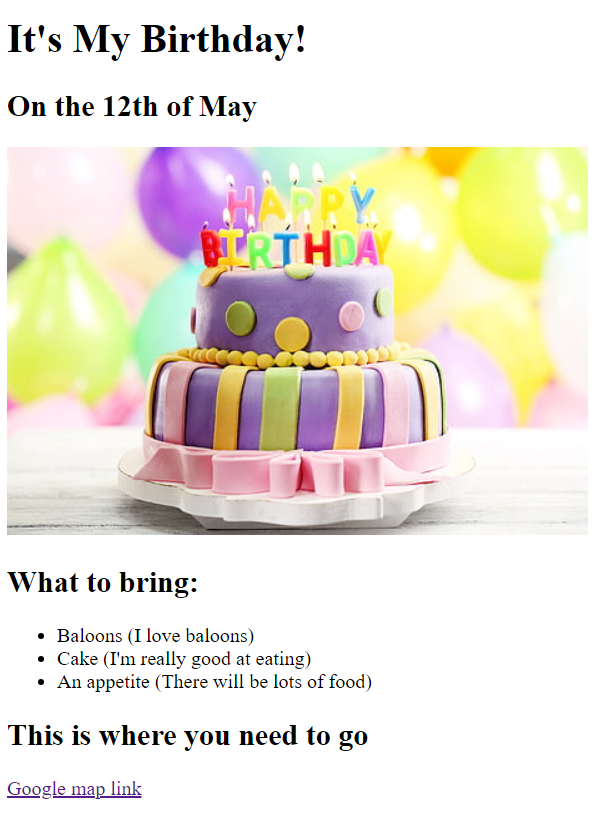 It's My Birthday!
On the 12th of May
HAPPY
BIRTHDAY
What to bring:
Baloons (I love baloons)
Cake (I'm really good at eating)
An appetite (There will be lots of food)
This is where you need to go
Google map link